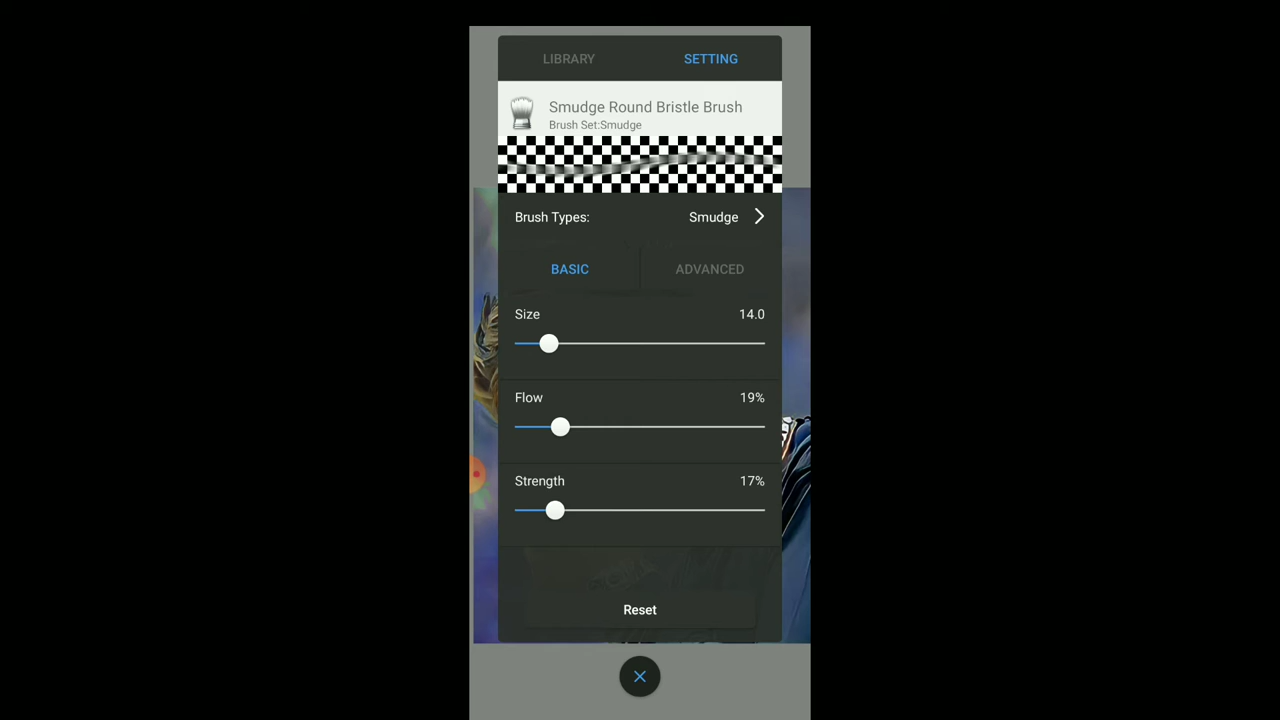 LIBRARY SETTING
Smudge Round Bristle Brush
Brush Set:Smudge
Brush Types: Smudge
BASIC ADVANCED
Size 14.0
Flow 19%
Strength 17%
Reset